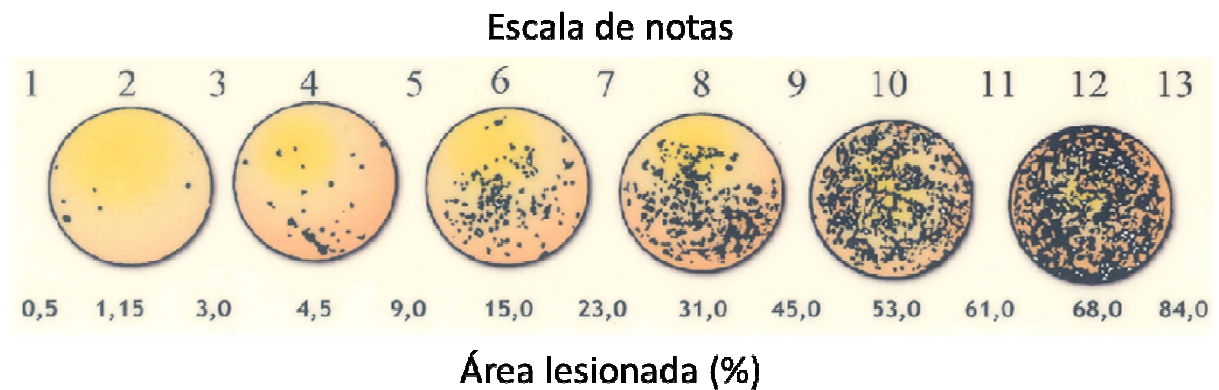 Escala de notas
1 2 3 4 5 6 7 8 9 10 11 12 13
0,5 1,15 3,0 4,5 9,0 15,0 23,0 31,0 45,0 53,0 61,0 68,0 84,0
Área lesionada (%)